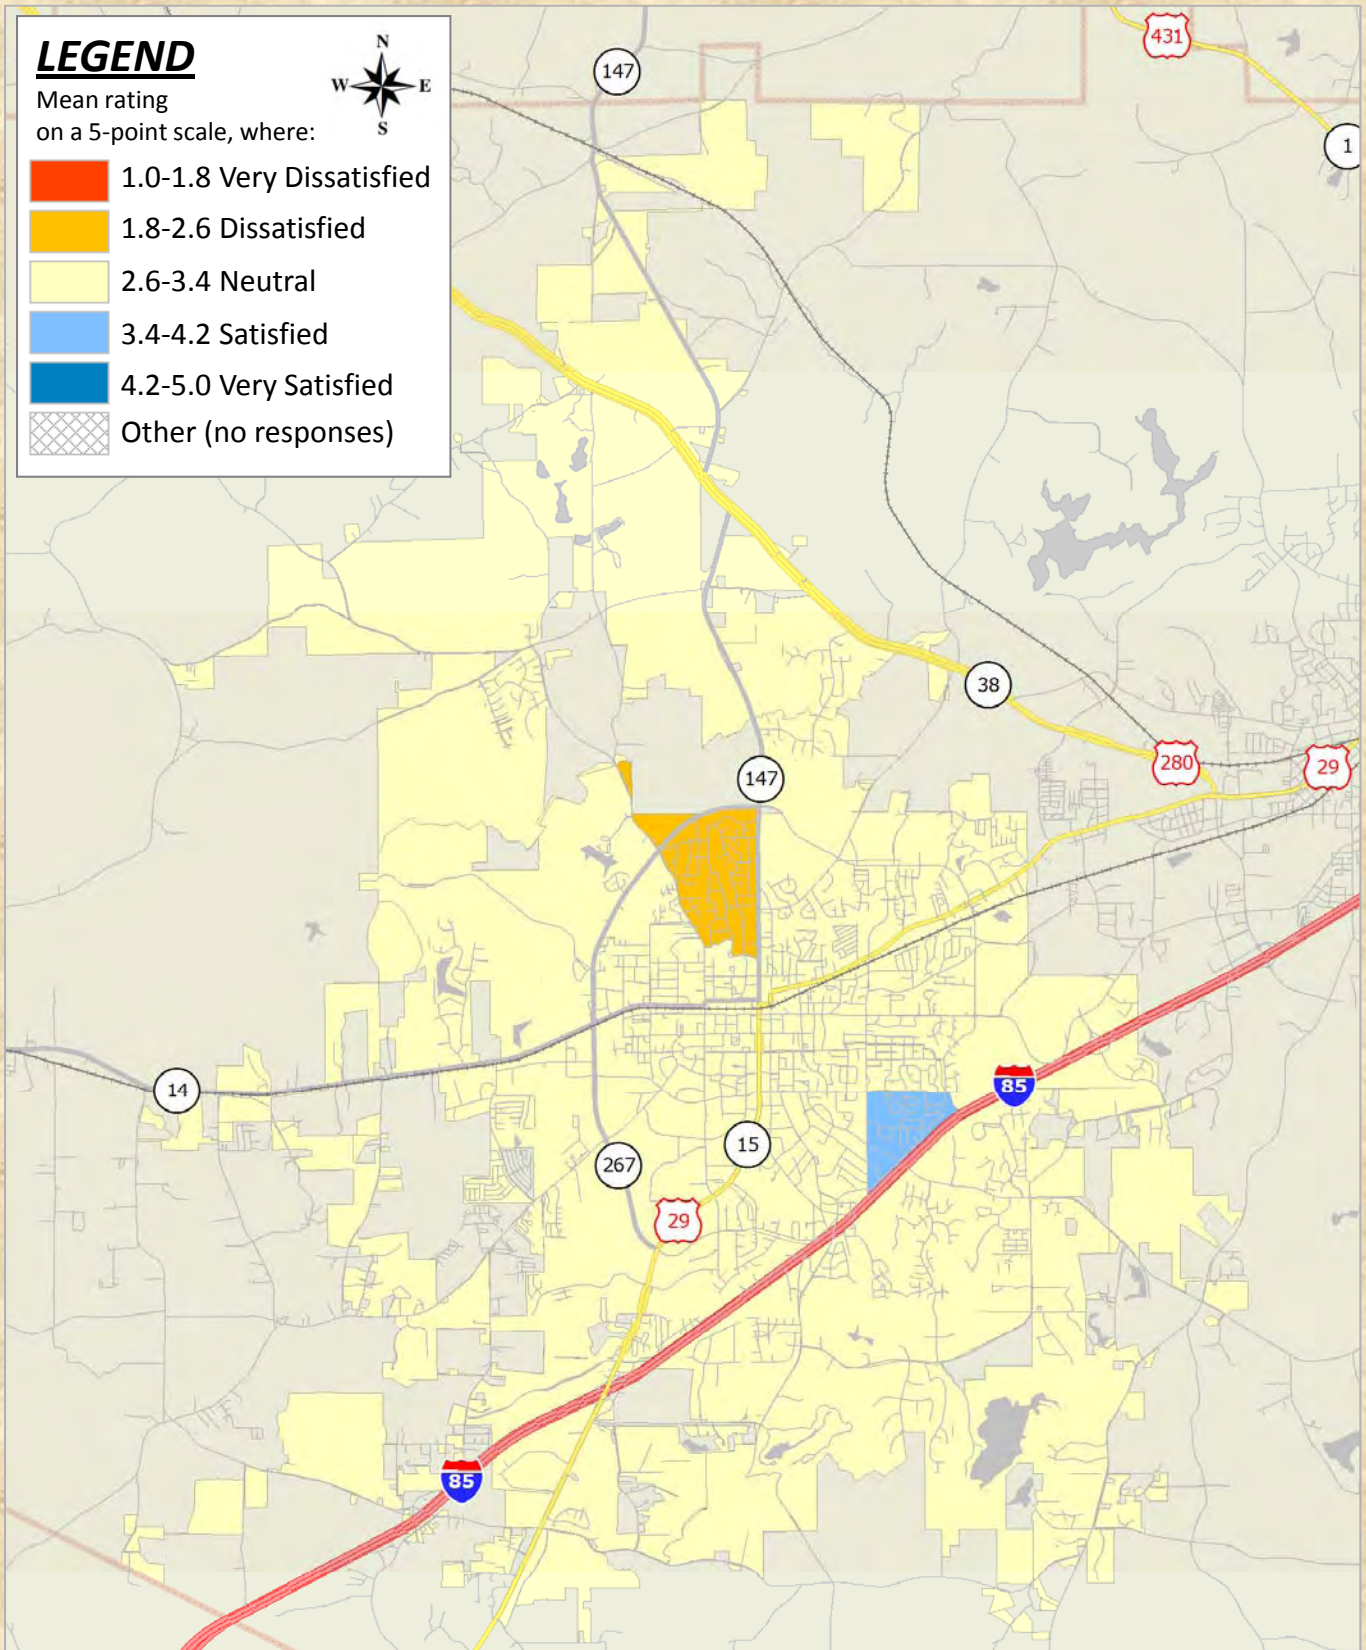 LEGEND
N
W E
S
Mean rating
on a 5-point scale, where:
1.0-1.8 Very Dissatisfied
1.8-2.6 Dissatisfied
2.6-3.4 Neutral
3.4-4.2 Satisfied
4.2-5.0 Very Satisfied
Other (no responses)
147
431
1
38
280
29
147
14
85
15
267
29
85